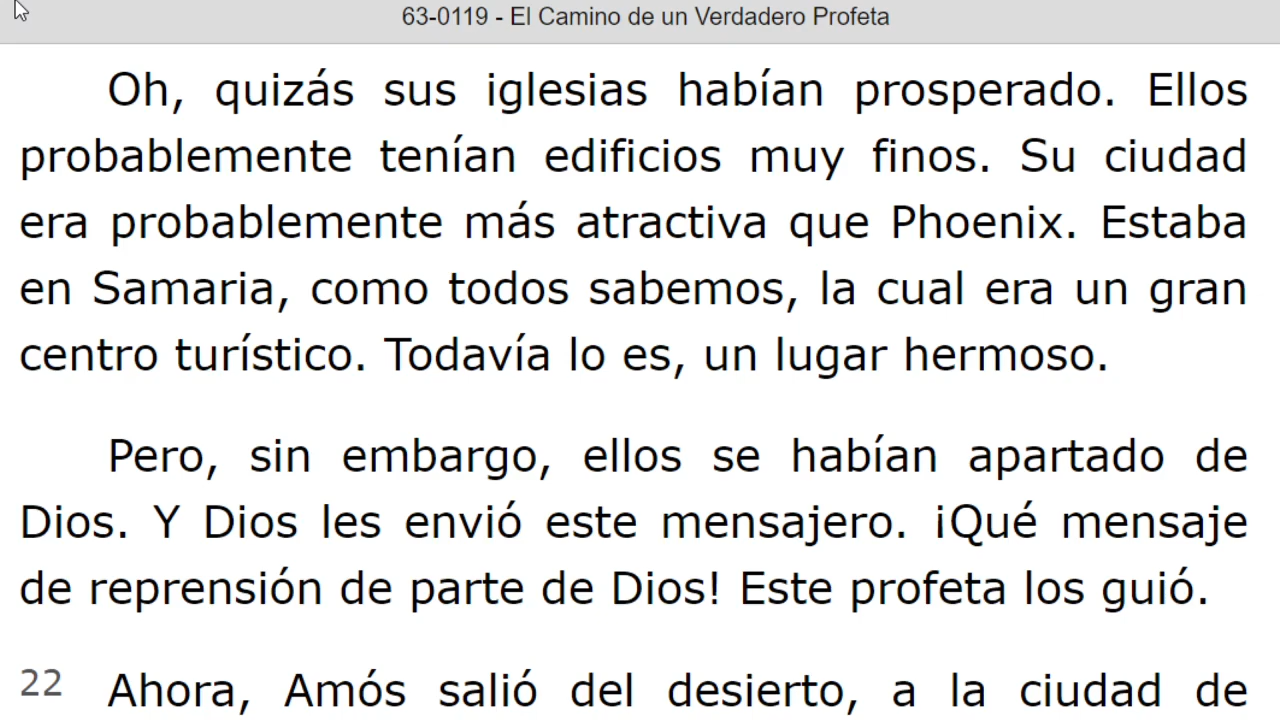 63-0119 - El Camino de un Verdadero Profeta
Oh, quizás sus iglesias habían prosperado. Ellos
probablemente tenían edificios muy finos. Su ciudad
era probablemente más atractiva que Phoenix. Estaba
en Samaria, como todos sabemos, la cual era un gran
centro turístico. Todavía lo es, un lugar hermoso.
Pero, sin embargo, ellos se habían apartado de
Dios. Y Dios les envió este mensajero. ¡Qué mensaje
de reprensión de parte de Dios! Este profeta los guió.
22 Ahora, Amós salió del desierto, a la ciudad de